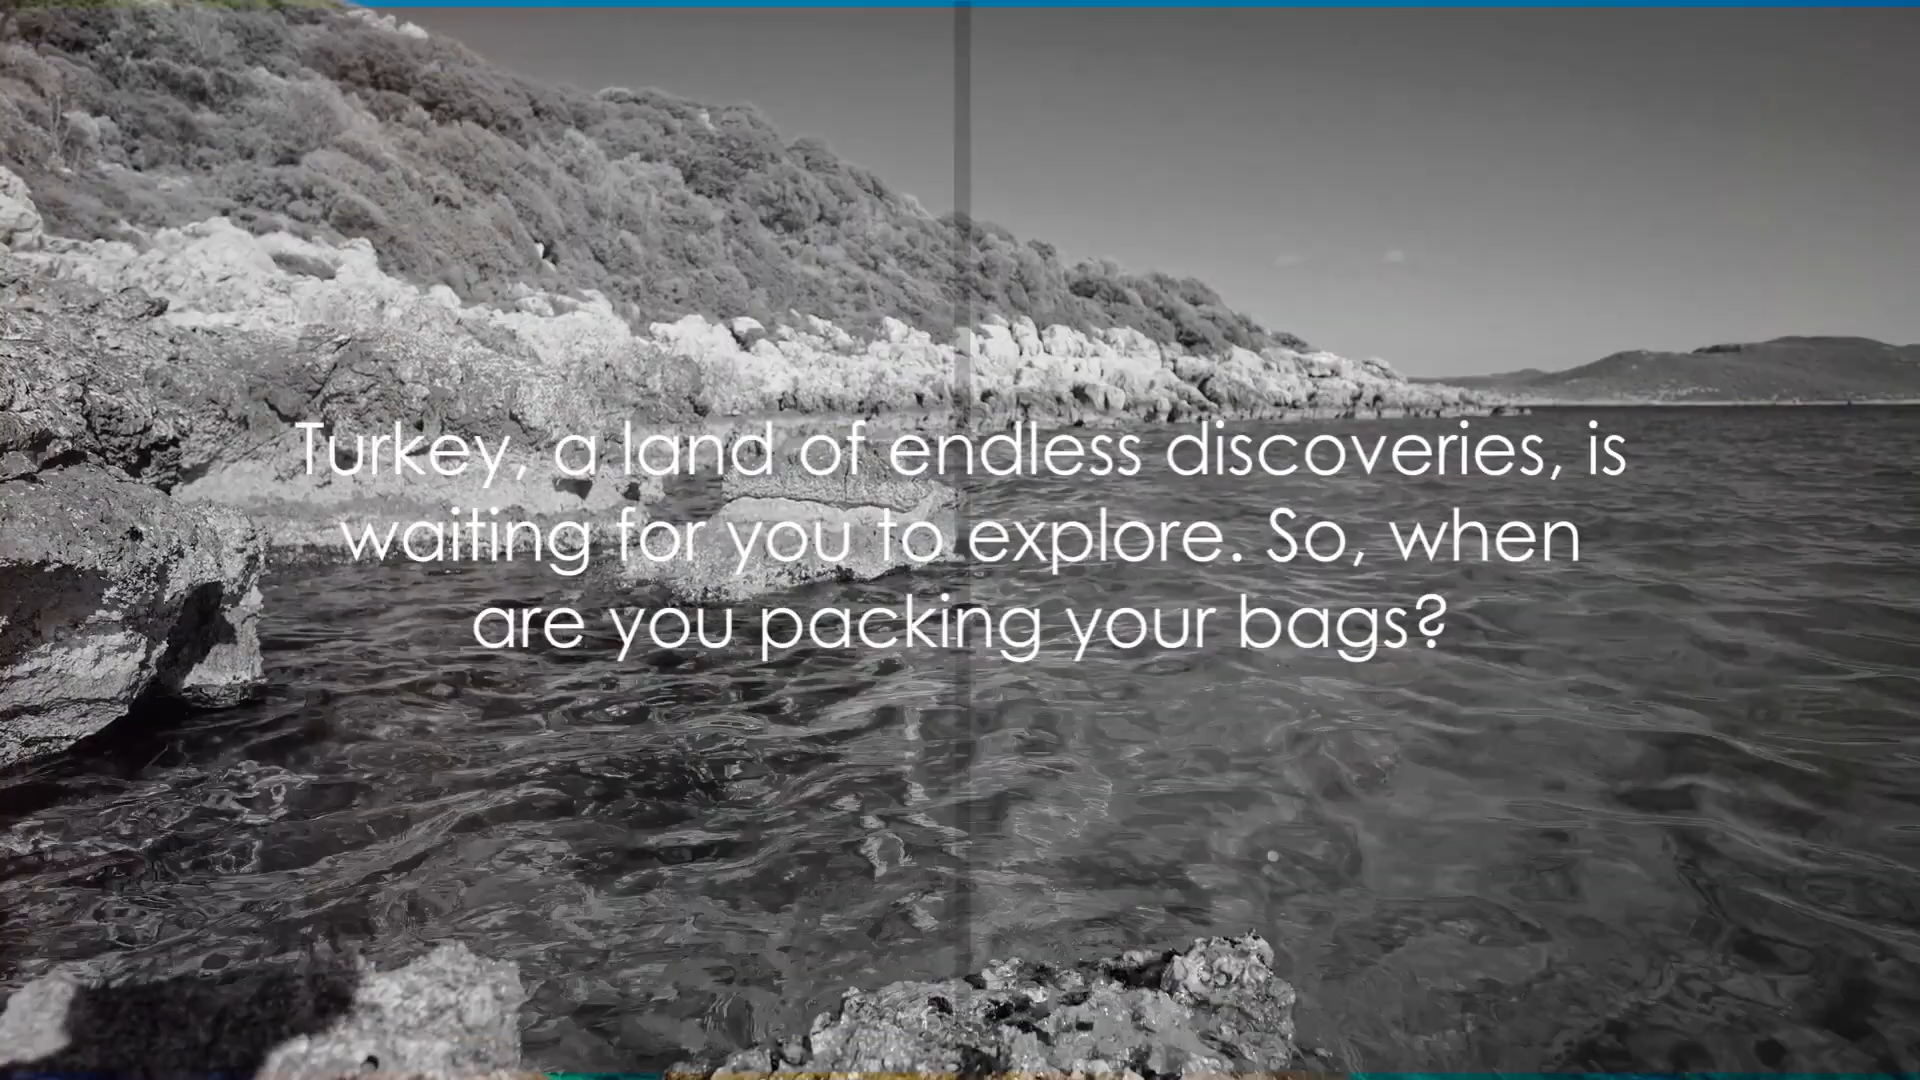 Turkey, a land of endless discoveries, is
waiting for you to explore. So, when
are you packing your bags?